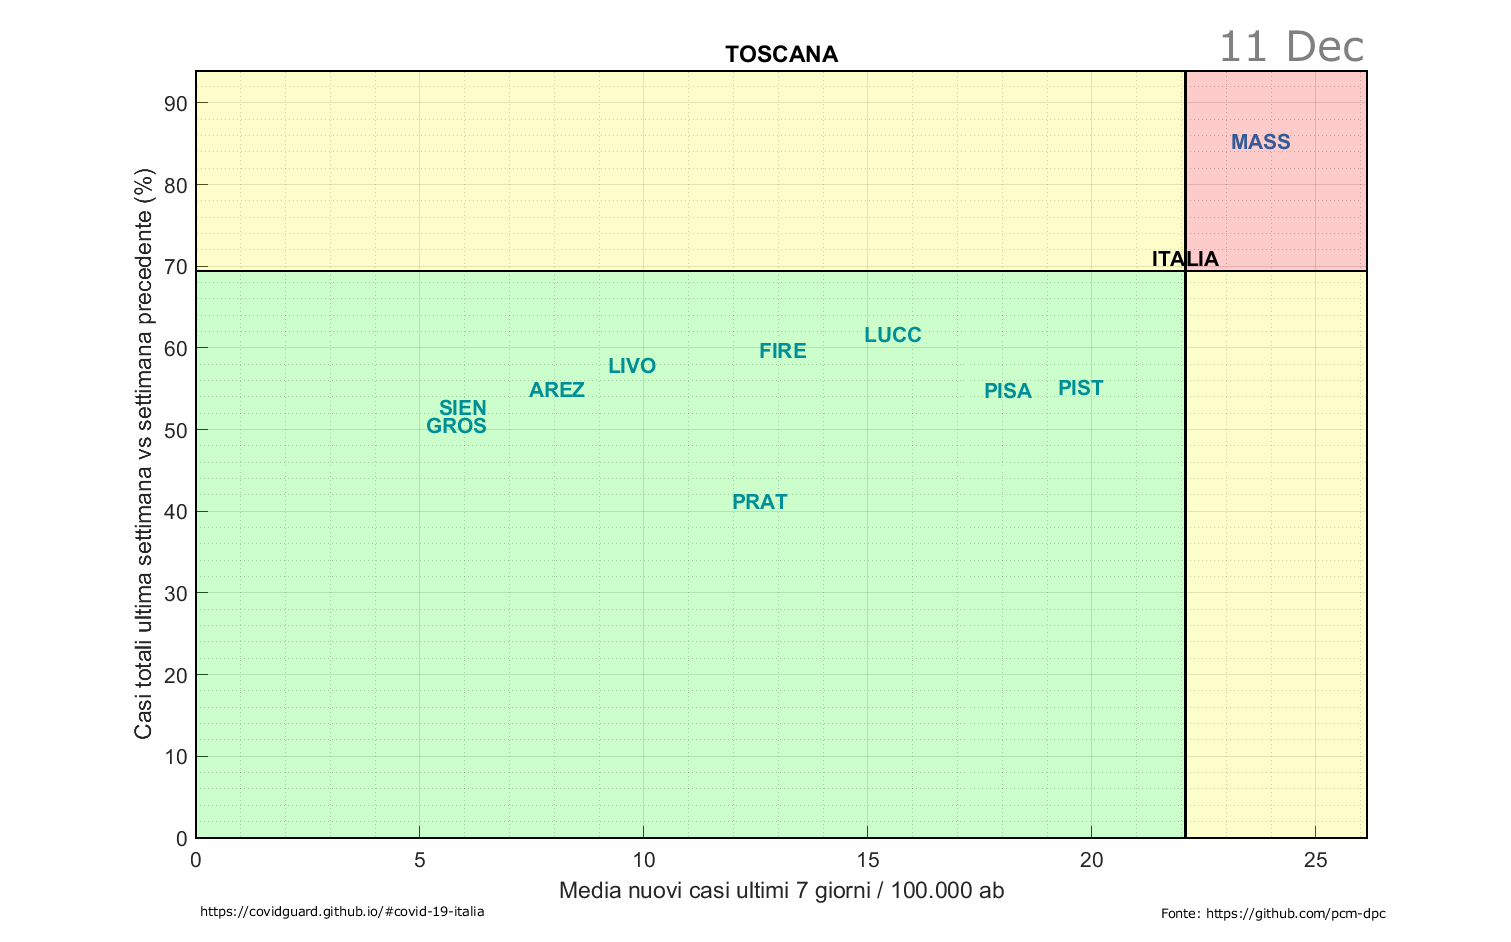 11 Dec
TOSCANA
Casi totali ultima settimana vs settimana precedente (%)
90
80
70
60
50
40
30
20
10
0
MASS
ITALIA
LUCC
FIRE
LIVO
AREZ
PISA
PIST
SIEN
GROS
PRAT
0 5 10 15 20 25
Media nuovi casi ultimi 7 giorni / 100.000 ab
https://covidguard.github.io/#covid-19-italia
Fonte: https://github.com/pcm-dpc